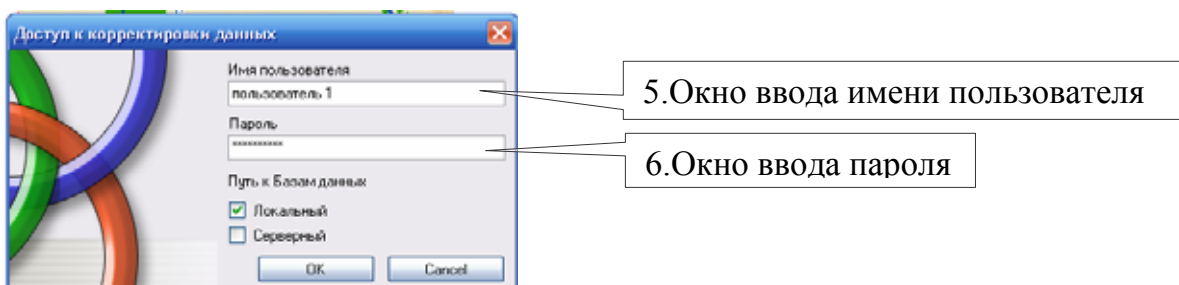 Доступ к корректировки данных
Имя пользователя
пользователь 1
5.Окно ввода имени пользователя
Пароль
**********
6.Окно ввода пароля
Путь к Базам данных
Локальный
Серверный
OK
Cancel